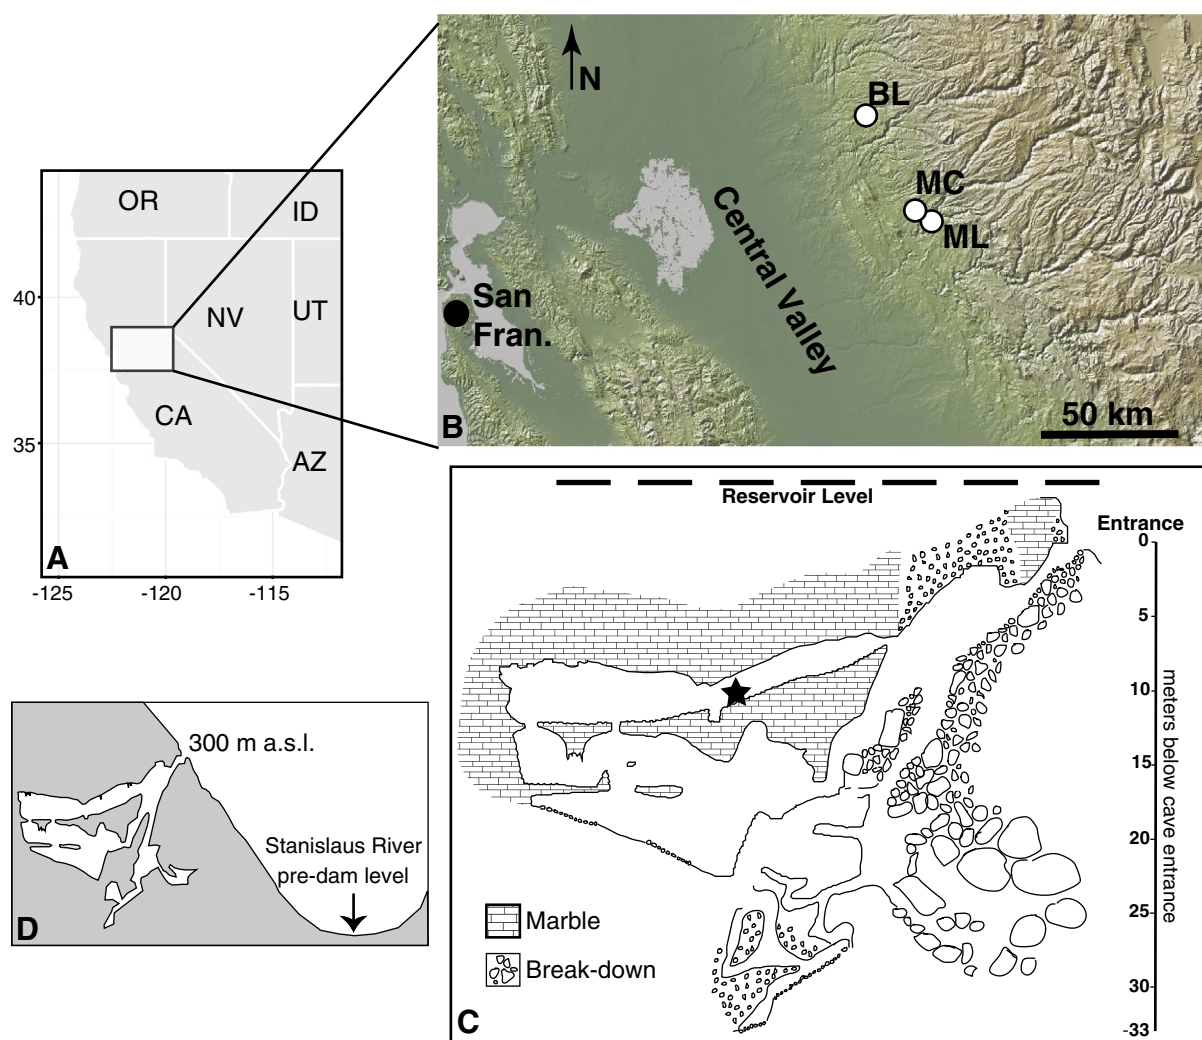 OR
ID
NV
UT
CA
AZ
40
35
-125
-120
-115
A
N
BL
MC
ML
Central Valley
San
Fran.
50 km
B
Reservoir Level
Entrance
0
5
10
15
20
25
30
-33
meters below cave entrance
Marble
Break-down
C
300 m a.s.l.
Stanislaus River
pre-dam level
D